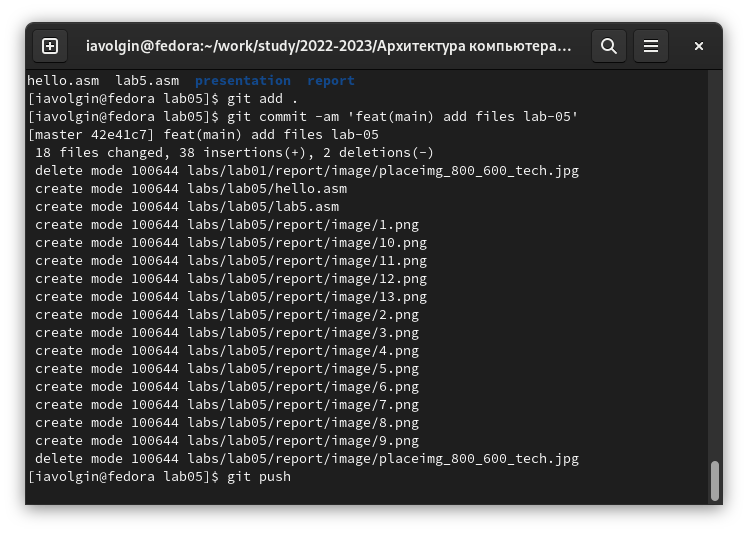 iavolgin@fedora:~/work/study/2022-2023/Архитектура компьютера...
hello.asm  lab5.asm  presentation  report
[iavolgin@fedora lab05]$ git add .
[iavolgin@fedora lab05]$ git commit -am 'feat(main) add files lab-05'
[master 42e41c7] feat(main) add files lab-05
 18 files changed, 38 insertions(+), 2 deletions(-)
 delete mode 100644 labs/lab01/report/image/placeimg_800_600_tech.jpg
 create mode 100644 labs/lab05/hello.asm
 create mode 100644 labs/lab05/lab5.asm
 create mode 100644 labs/lab05/report/image/1.png
 create mode 100644 labs/lab05/report/image/10.png
 create mode 100644 labs/lab05/report/image/11.png
 create mode 100644 labs/lab05/report/image/12.png
 create mode 100644 labs/lab05/report/image/13.png
 create mode 100644 labs/lab05/report/image/2.png
 create mode 100644 labs/lab05/report/image/3.png
 create mode 100644 labs/lab05/report/image/4.png
 create mode 100644 labs/lab05/report/image/5.png
 create mode 100644 labs/lab05/report/image/6.png
 create mode 100644 labs/lab05/report/image/7.png
 create mode 100644 labs/lab05/report/image/8.png
 create mode 100644 labs/lab05/report/image/9.png
 delete mode 100644 labs/lab05/report/image/placeimg_800_600_tech.jpg
[iavolgin@fedora lab05]$ git push